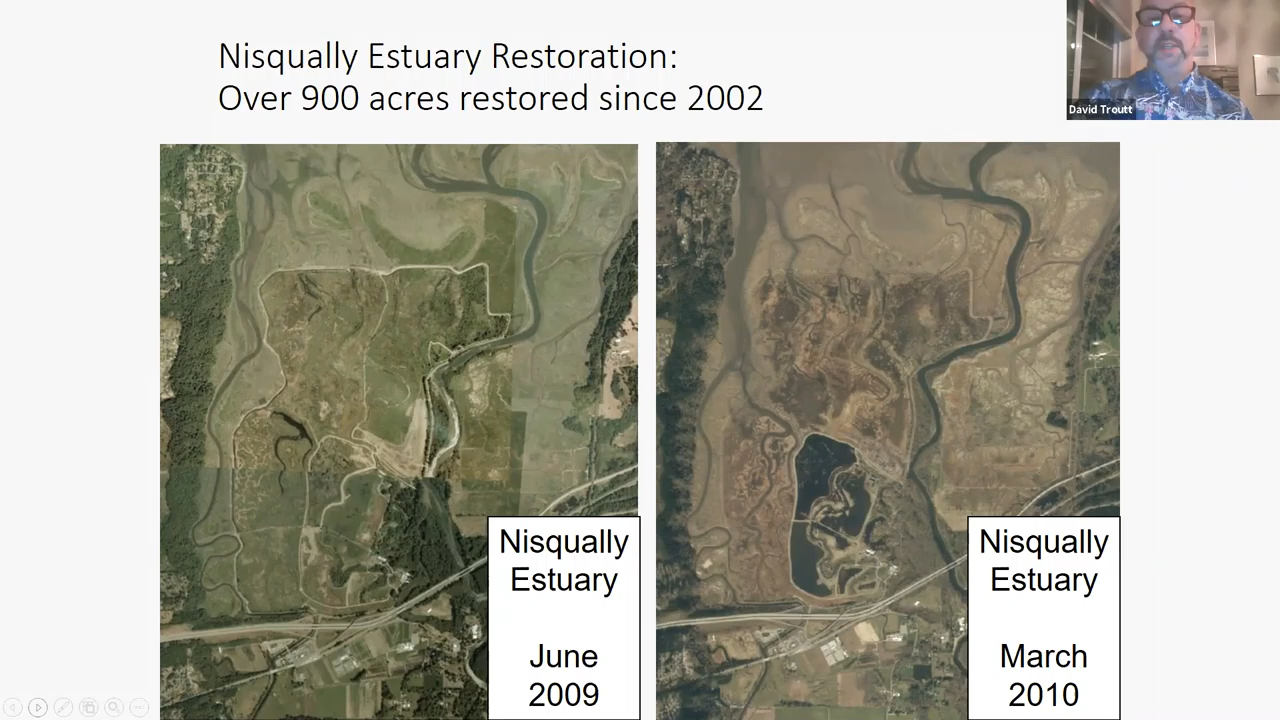 Nisqually Estuary Restoration:
Over 900 acres restored since 2002
David Troutt
Nisqually
Estuary
June
2009
Nisqually
Estuary
March
2010